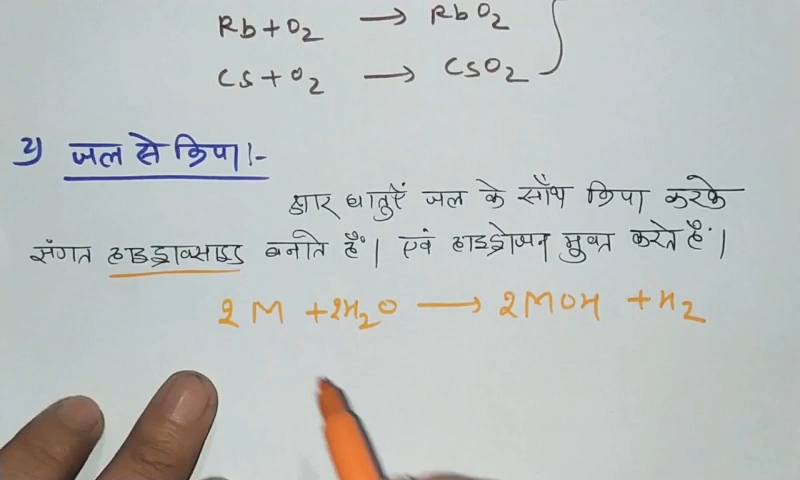 Rb + O2 → RbO2
Cs + O2 → CsO2
2) जल से क्रिया :-
क्षार धातुएँ जल के साथ क्रिया करके
संगत हाइड्राक्साइड बनाते हैं। एवं हाइड्रोजन मुक्त करते हैं।
2M + 2H2O → 2MOH + H2